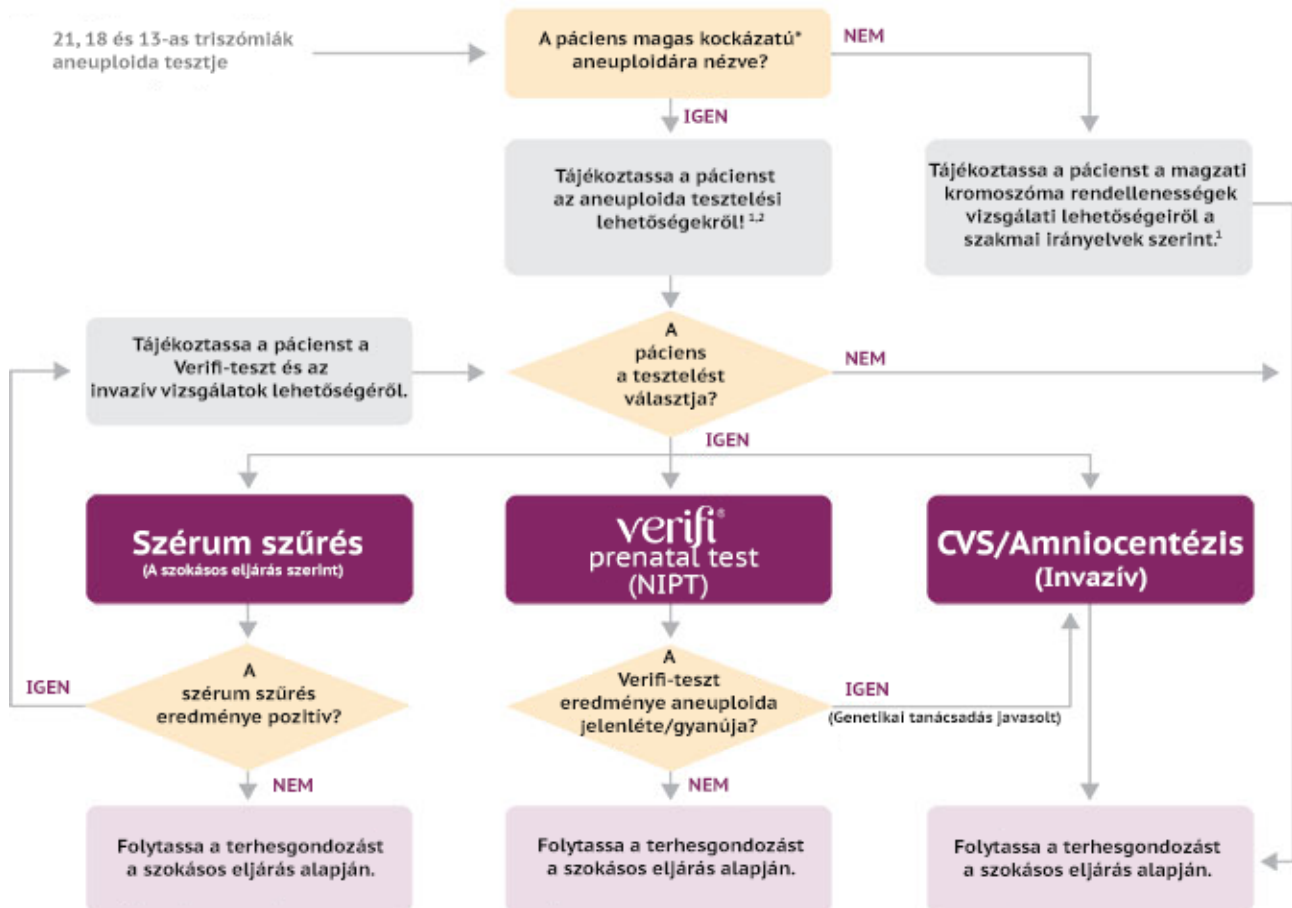 21, 18 és 13-as triszómiák
aneuploida tesztje
A páciens magas kockázatú*
aneuploidára nézve?
NEM
IGEN
Tájékoztassa a pácienst
az aneuploida tesztelési
lehetőségekről! 1,2
Tájékoztassa a pácienst a magzati
kromoszóma rendellenességek
vizsgálati lehetőségeiről a
szakmai irányelvek szerint.1
Tájékoztassa a pácienst a
Verifi-teszt és az
invazív vizsgálatok lehetőségéről.
A
páciens
a tesztelést
választja?
NEM
IGEN
Szérum szűrés
(A szokásos eljárás szerint)
verifi®
prenatal test
(NIPT)
CVS/Amniocentézis
(Invazív)
A
szérum szűrés
eredménye pozitív?
IGEN
NEM
A
Verifi-teszt
eredménye aneuploida
jelenléte/gyanúja?
IGEN
(Genetikai tanácsadás javasolt)
NEM
Folytassa a terhesgondozást
a szokásos eljárás alapján.
Folytassa a terhesgondozást
a szokásos eljárás alapján.
Folytassa a terhesgondozást
a szokásos eljárás alapján.